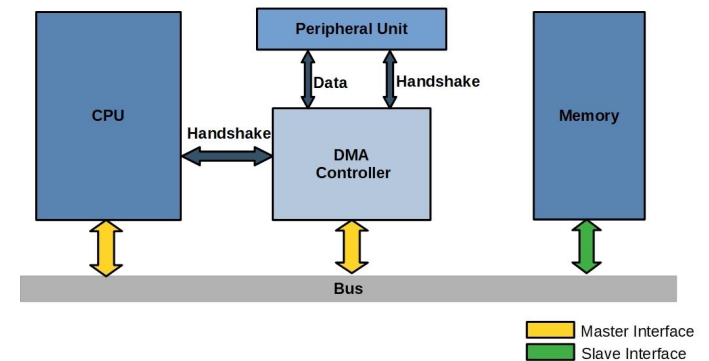 Peripheral Unit
Data
Handshake
CPU
Handshake
DMA
Controller
Memory
Bus
Master Interface
Slave Interface